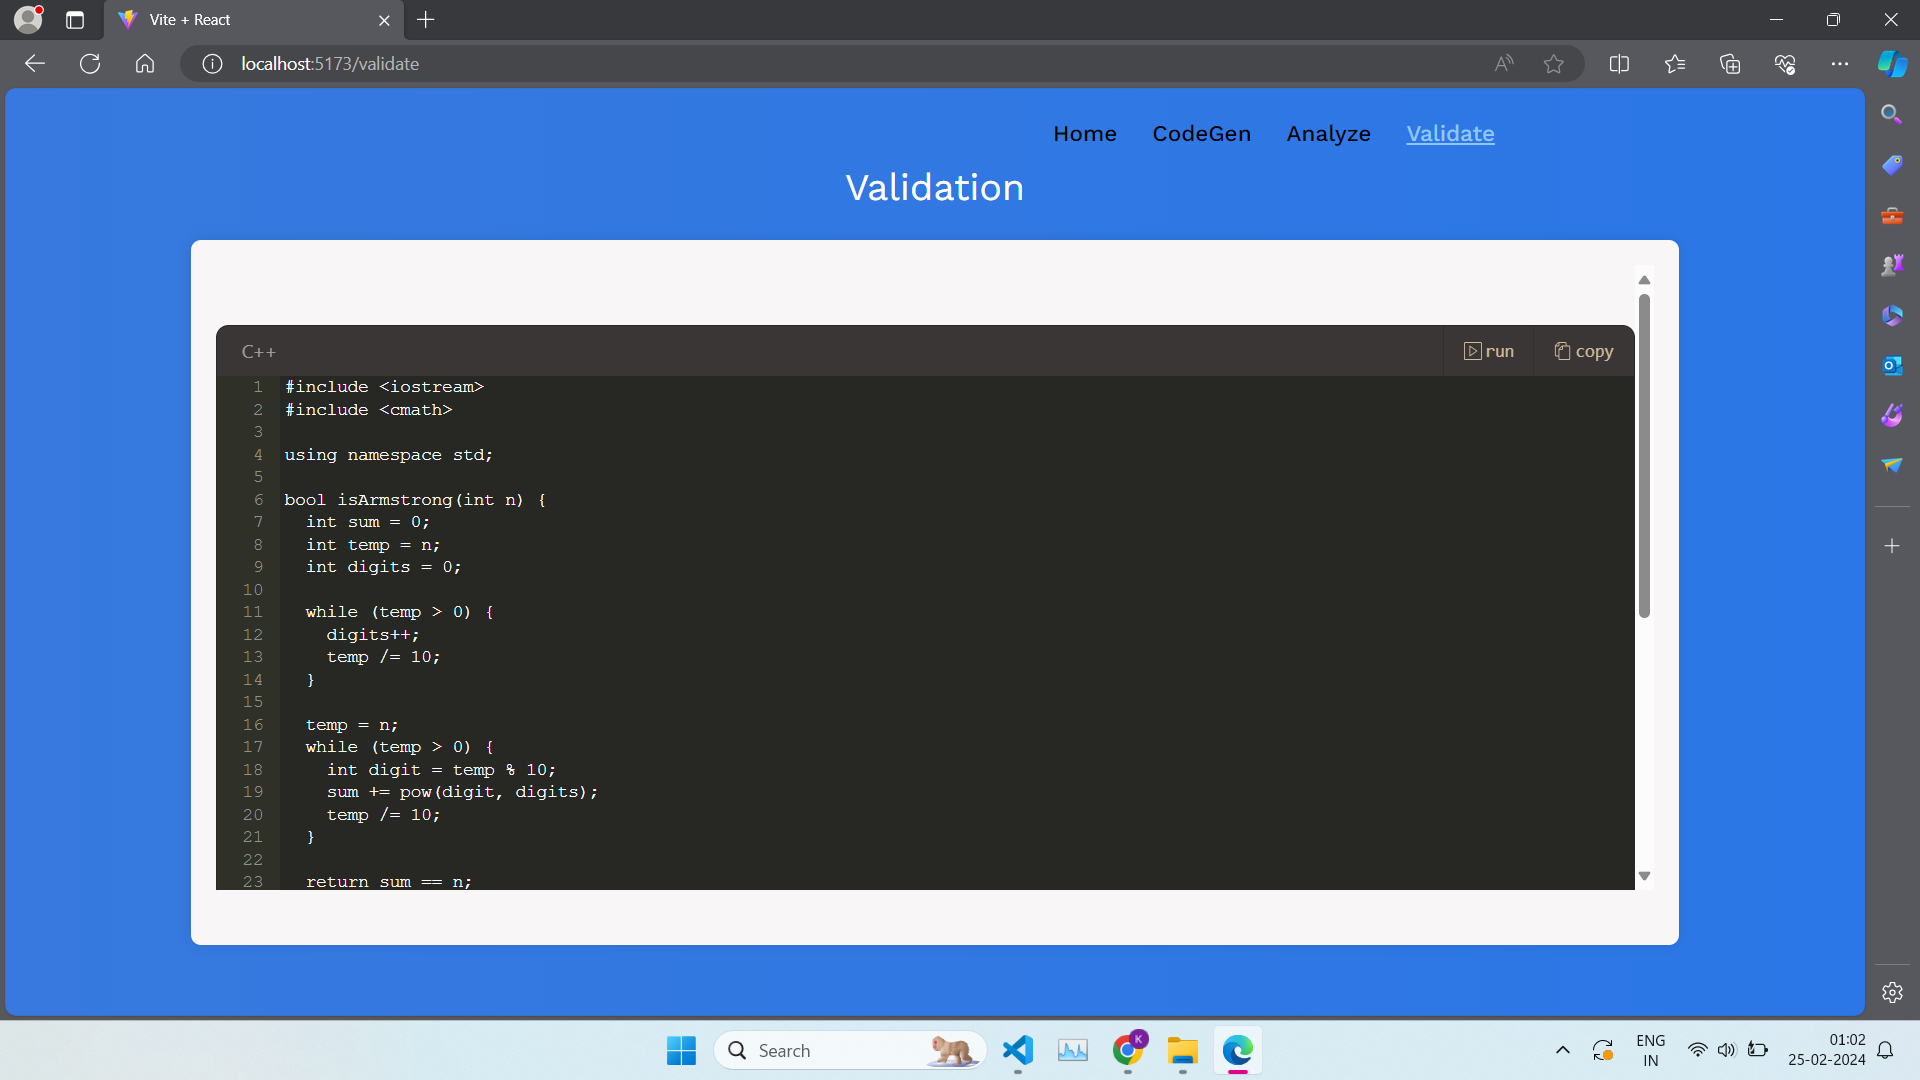 Vite + React
localhost:5173/validate
Home CodeGen Analyze Validate
Validation
C++ run copy
1 #include <iostream>
2 #include <cmath>
3
4 using namespace std;
5
6 bool isArmstrong(int n) {
7 int sum = 0;
8 int temp = n;
9 int digits = 0;
10
11 while (temp > 0) {
12 digits++;
13 temp /= 10;
14 }
15
16 temp = n;
17 while (temp > 0) {
18 int digit = temp % 10;
19 sum += pow(digit, digits);
20 temp /= 10;
21 }
22
23 return sum == n;
Search
K
ENG
IN
01:02
25-02-2024